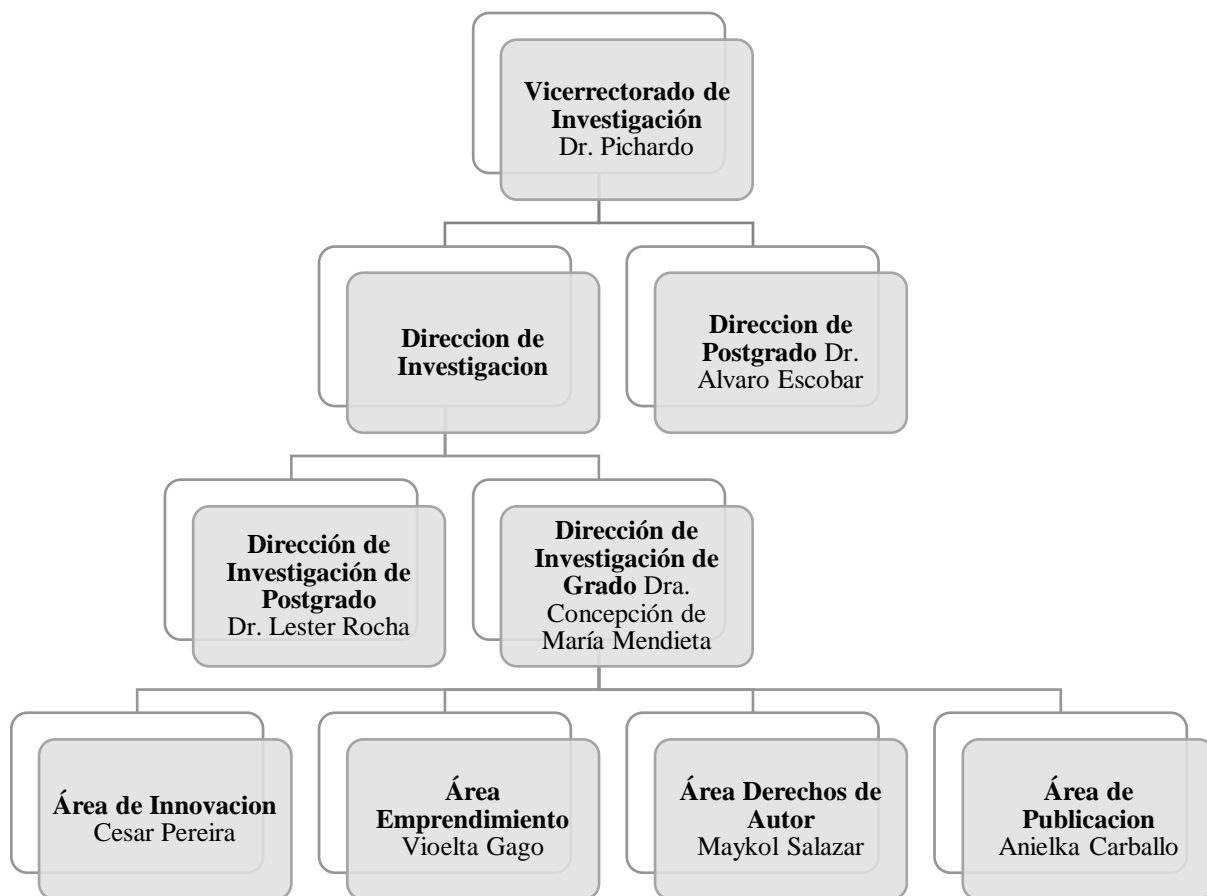 Vicerrectorado de
Investigación
Dr. Pichardo
Direccion de
Investigacion
Direccion de
Postgrado Dr.
Alvaro Escobar
Dirección de
Investigación de
Postgrado
Dr. Lester Rocha
Dirección de
Investigación de
Grado Dra.
Concepción de
María Mendieta
Área de Innovacion
Cesar Pereira
Área
Emprendimiento
Vioelta Gago
Área Derechos de
Autor
Maykol Salazar
Área de
Publicacion
Anielka Carballo